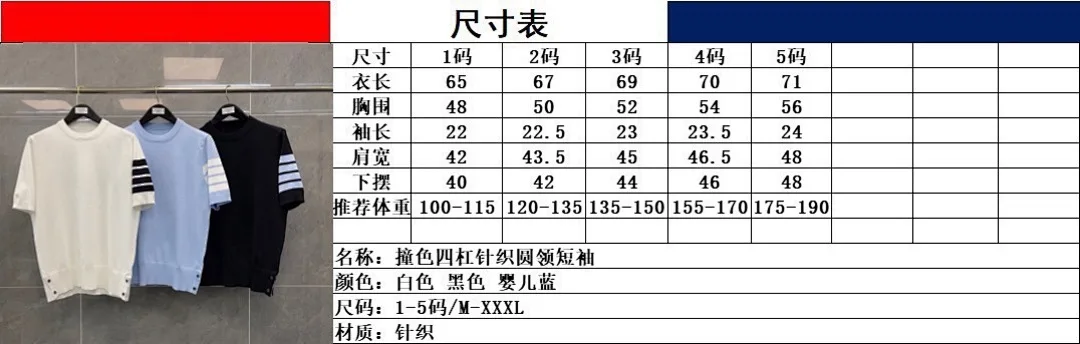 尺寸表
尺寸 1码 2码 3码 4码 5码
衣长 65 67 69 70 71
胸围 48 50 52 54 56
袖长 22 22.5 23 23.5 24
肩宽 42 43.5 45 46.5 48
下摆 40 42 44 46 48
推荐体重 100-115 120-135 135-150 155-170 175-190
名称：撞色四杠针织圆领短袖
颜色：白色 黑色 婴儿蓝
尺码：1-5码/M-XXXL
材质：针织